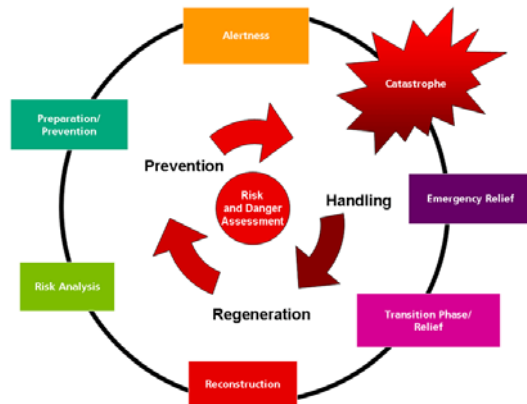 Alertness
Catastrophe
Preparation/
Prevention
Prevention
Risk
and Danger
Assessment
Handling
Emergency Relief
Risk Analysis
Regeneration
Transition Phase/
Relief
Reconstruction